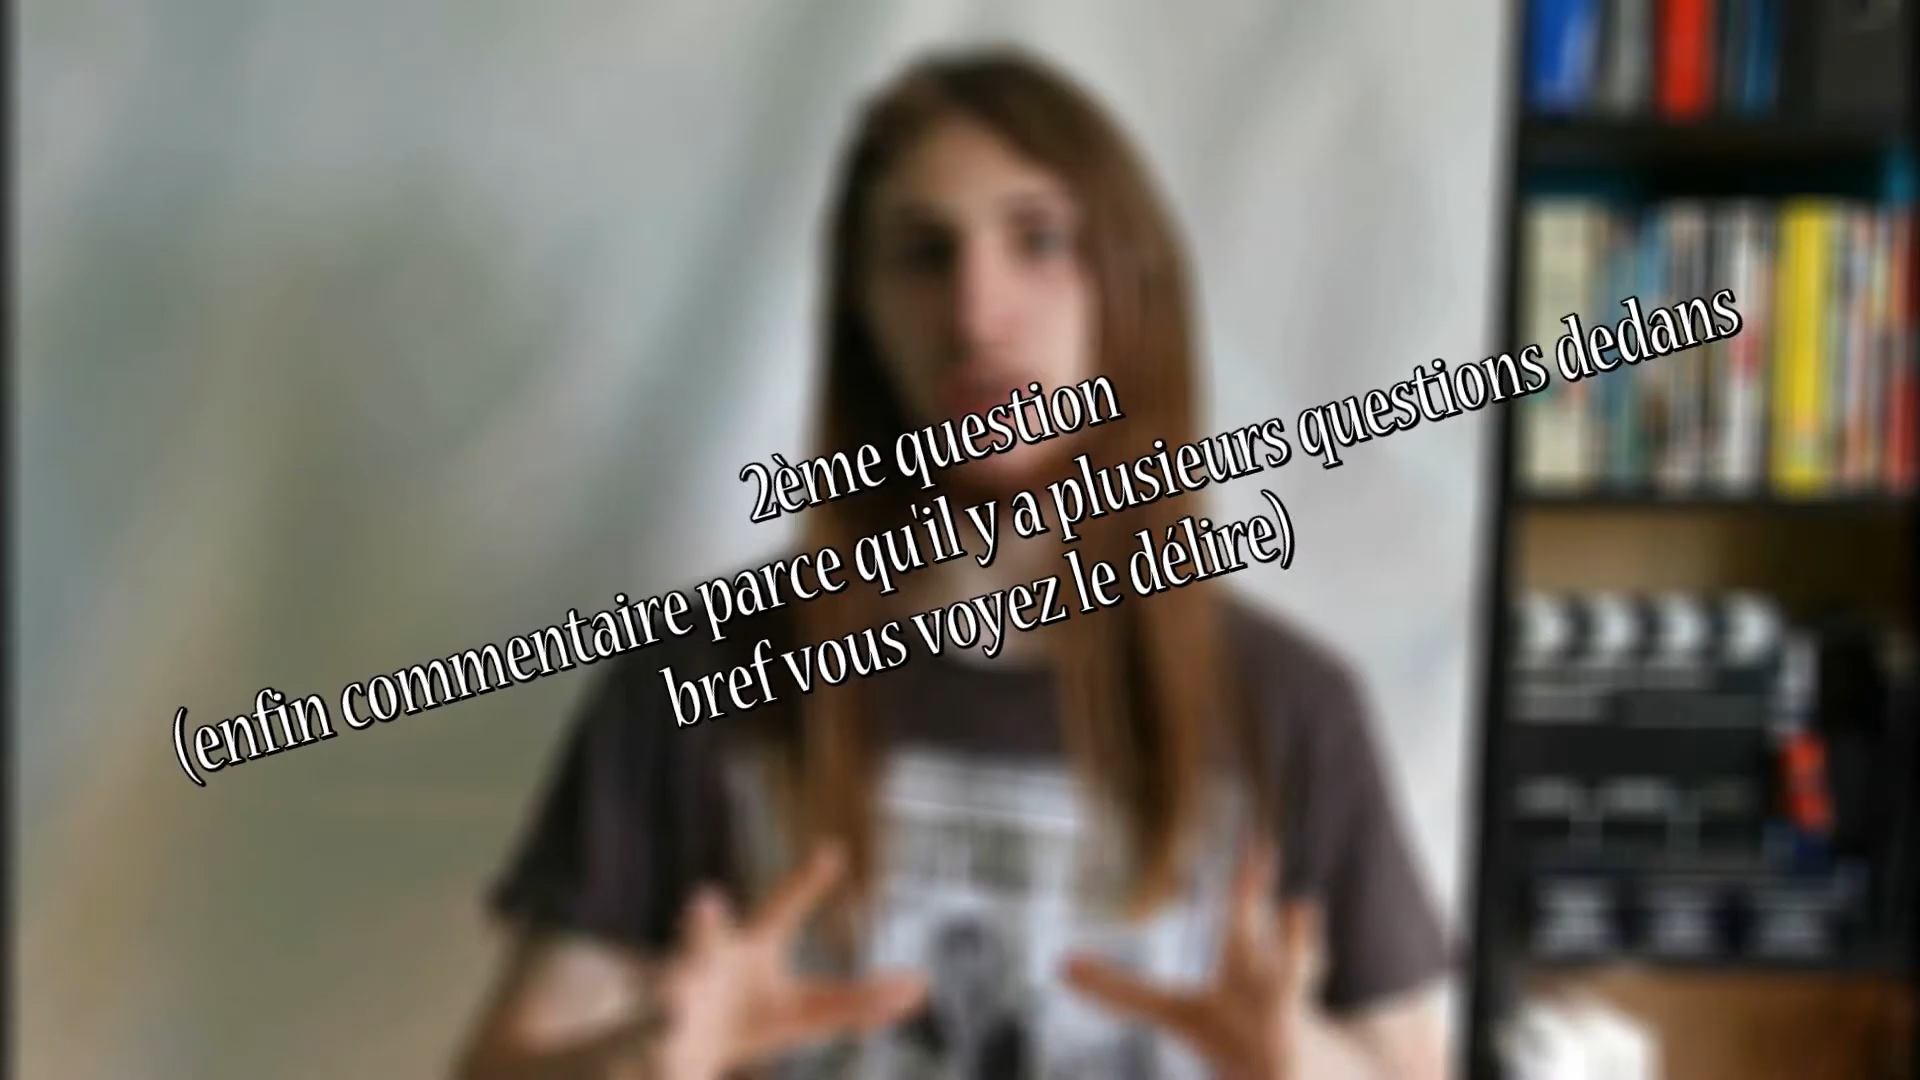 2ème question
(enfin commentaire parce qu'il y a plusieurs questions dedans
bref vous voyez le délire)